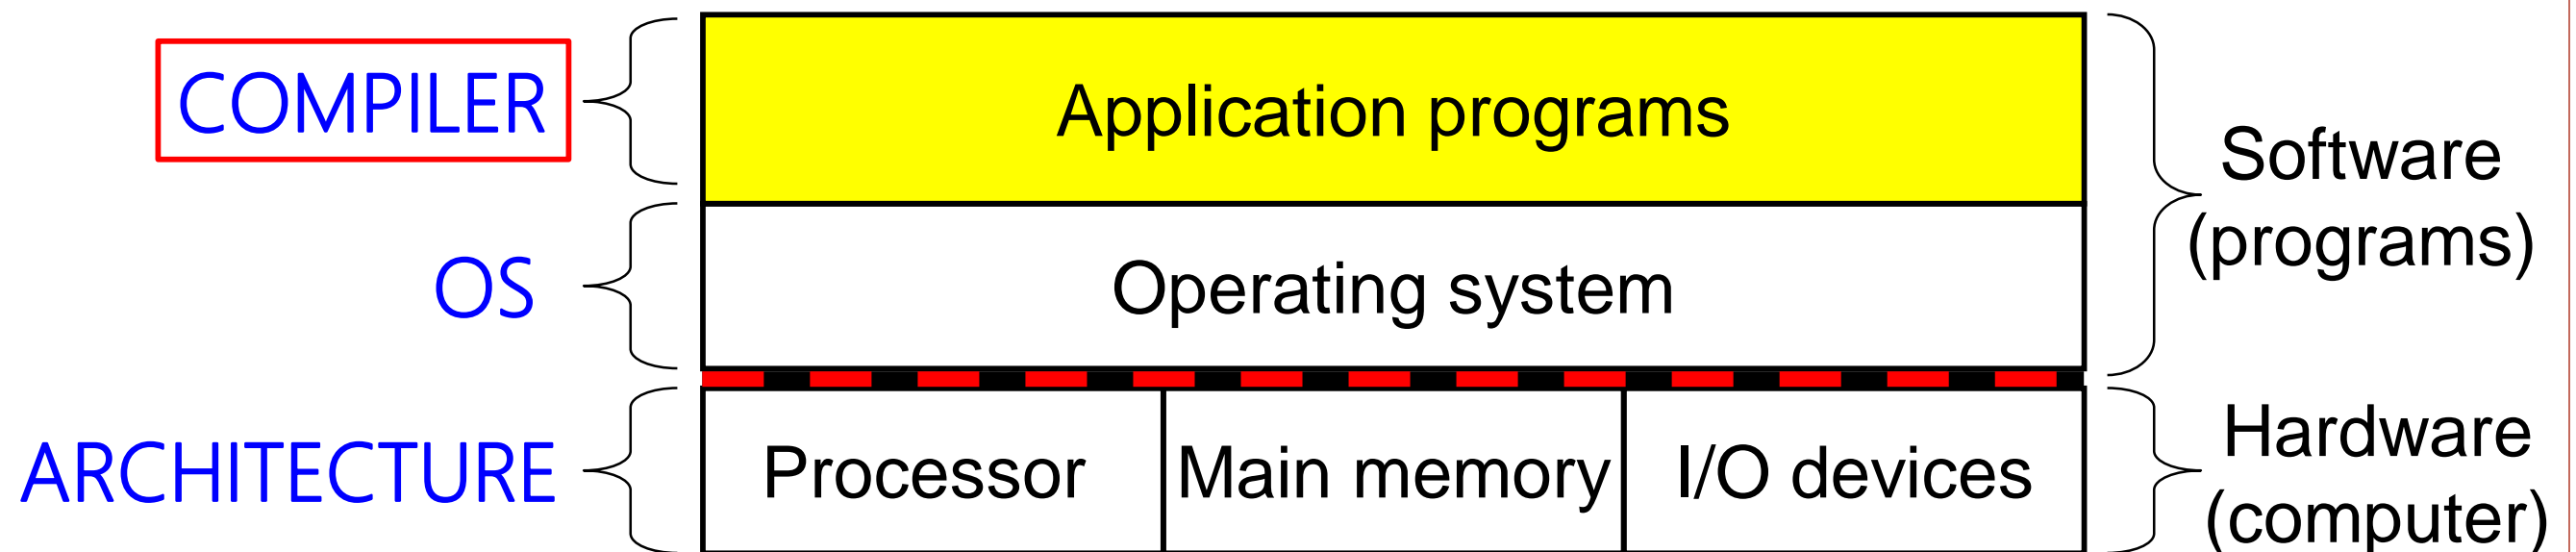 COMPILER
Application programs
Software
(programs)
OS
Operating system
ARCHITECTURE
Processor
Main memory
I/O devices
Hardware
(computer)